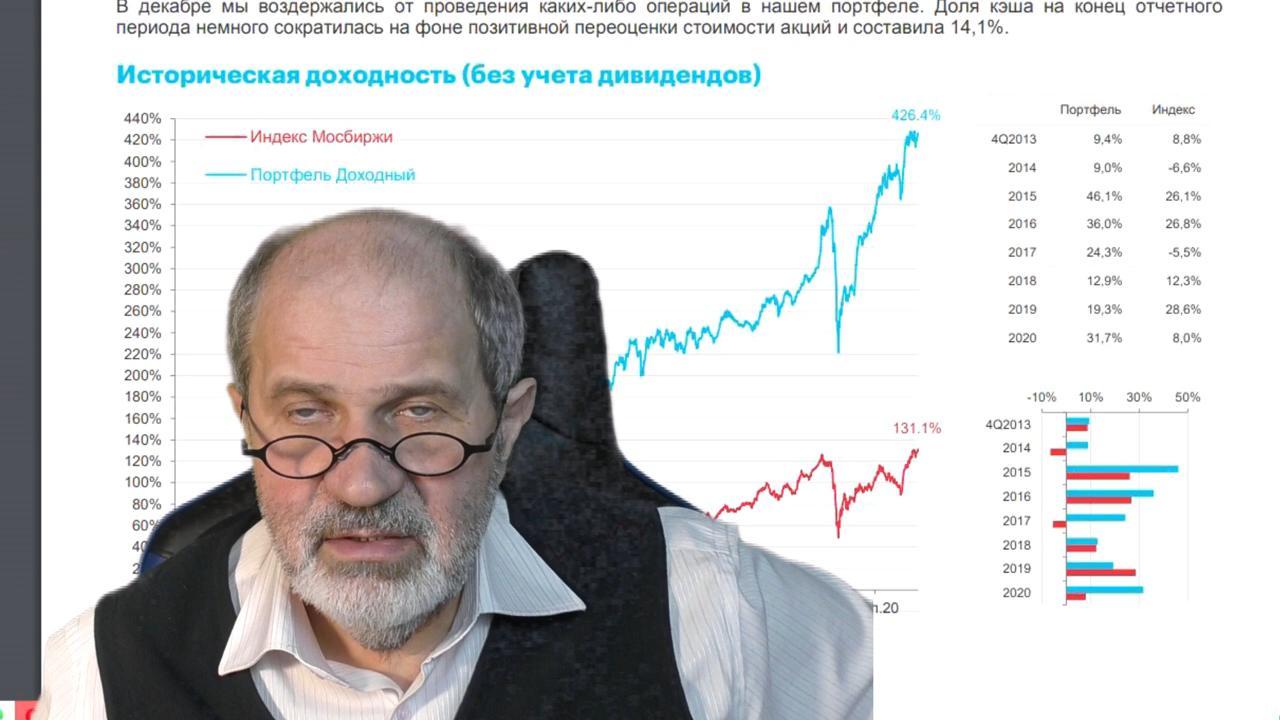 В декабре мы воздержались от проведения каких-либо операций в нашем портфеле. Доля кэша на конец отчетного
периода немного сократилась на фоне позитивной переоценки стоимости акций и составила 14,1%.
Историческая доходность (без учета дивидендов)
440%
420%
400%
380%
360%
340%
320%
300%
280%
260%
240%
220%
200%
180%
160%
140%
120%
100%
80%
60%
Индекс Мосбиржи
Портфель Доходный
426.4%
131.1%
Портфель Индекс
4Q2013 9,4% 8,8%
2014 9,0% -6,6%
2015 46,1% 26,1%
2016 36,0% 26,8%
2017 24,3% -5,5%
2018 12,9% 12,3%
2019 19,3% 28,6%
2020 31,7% 8,0%
-10% 10% 30% 50%
4Q2013
2014
2015
2016
2017
2018
2019
2020